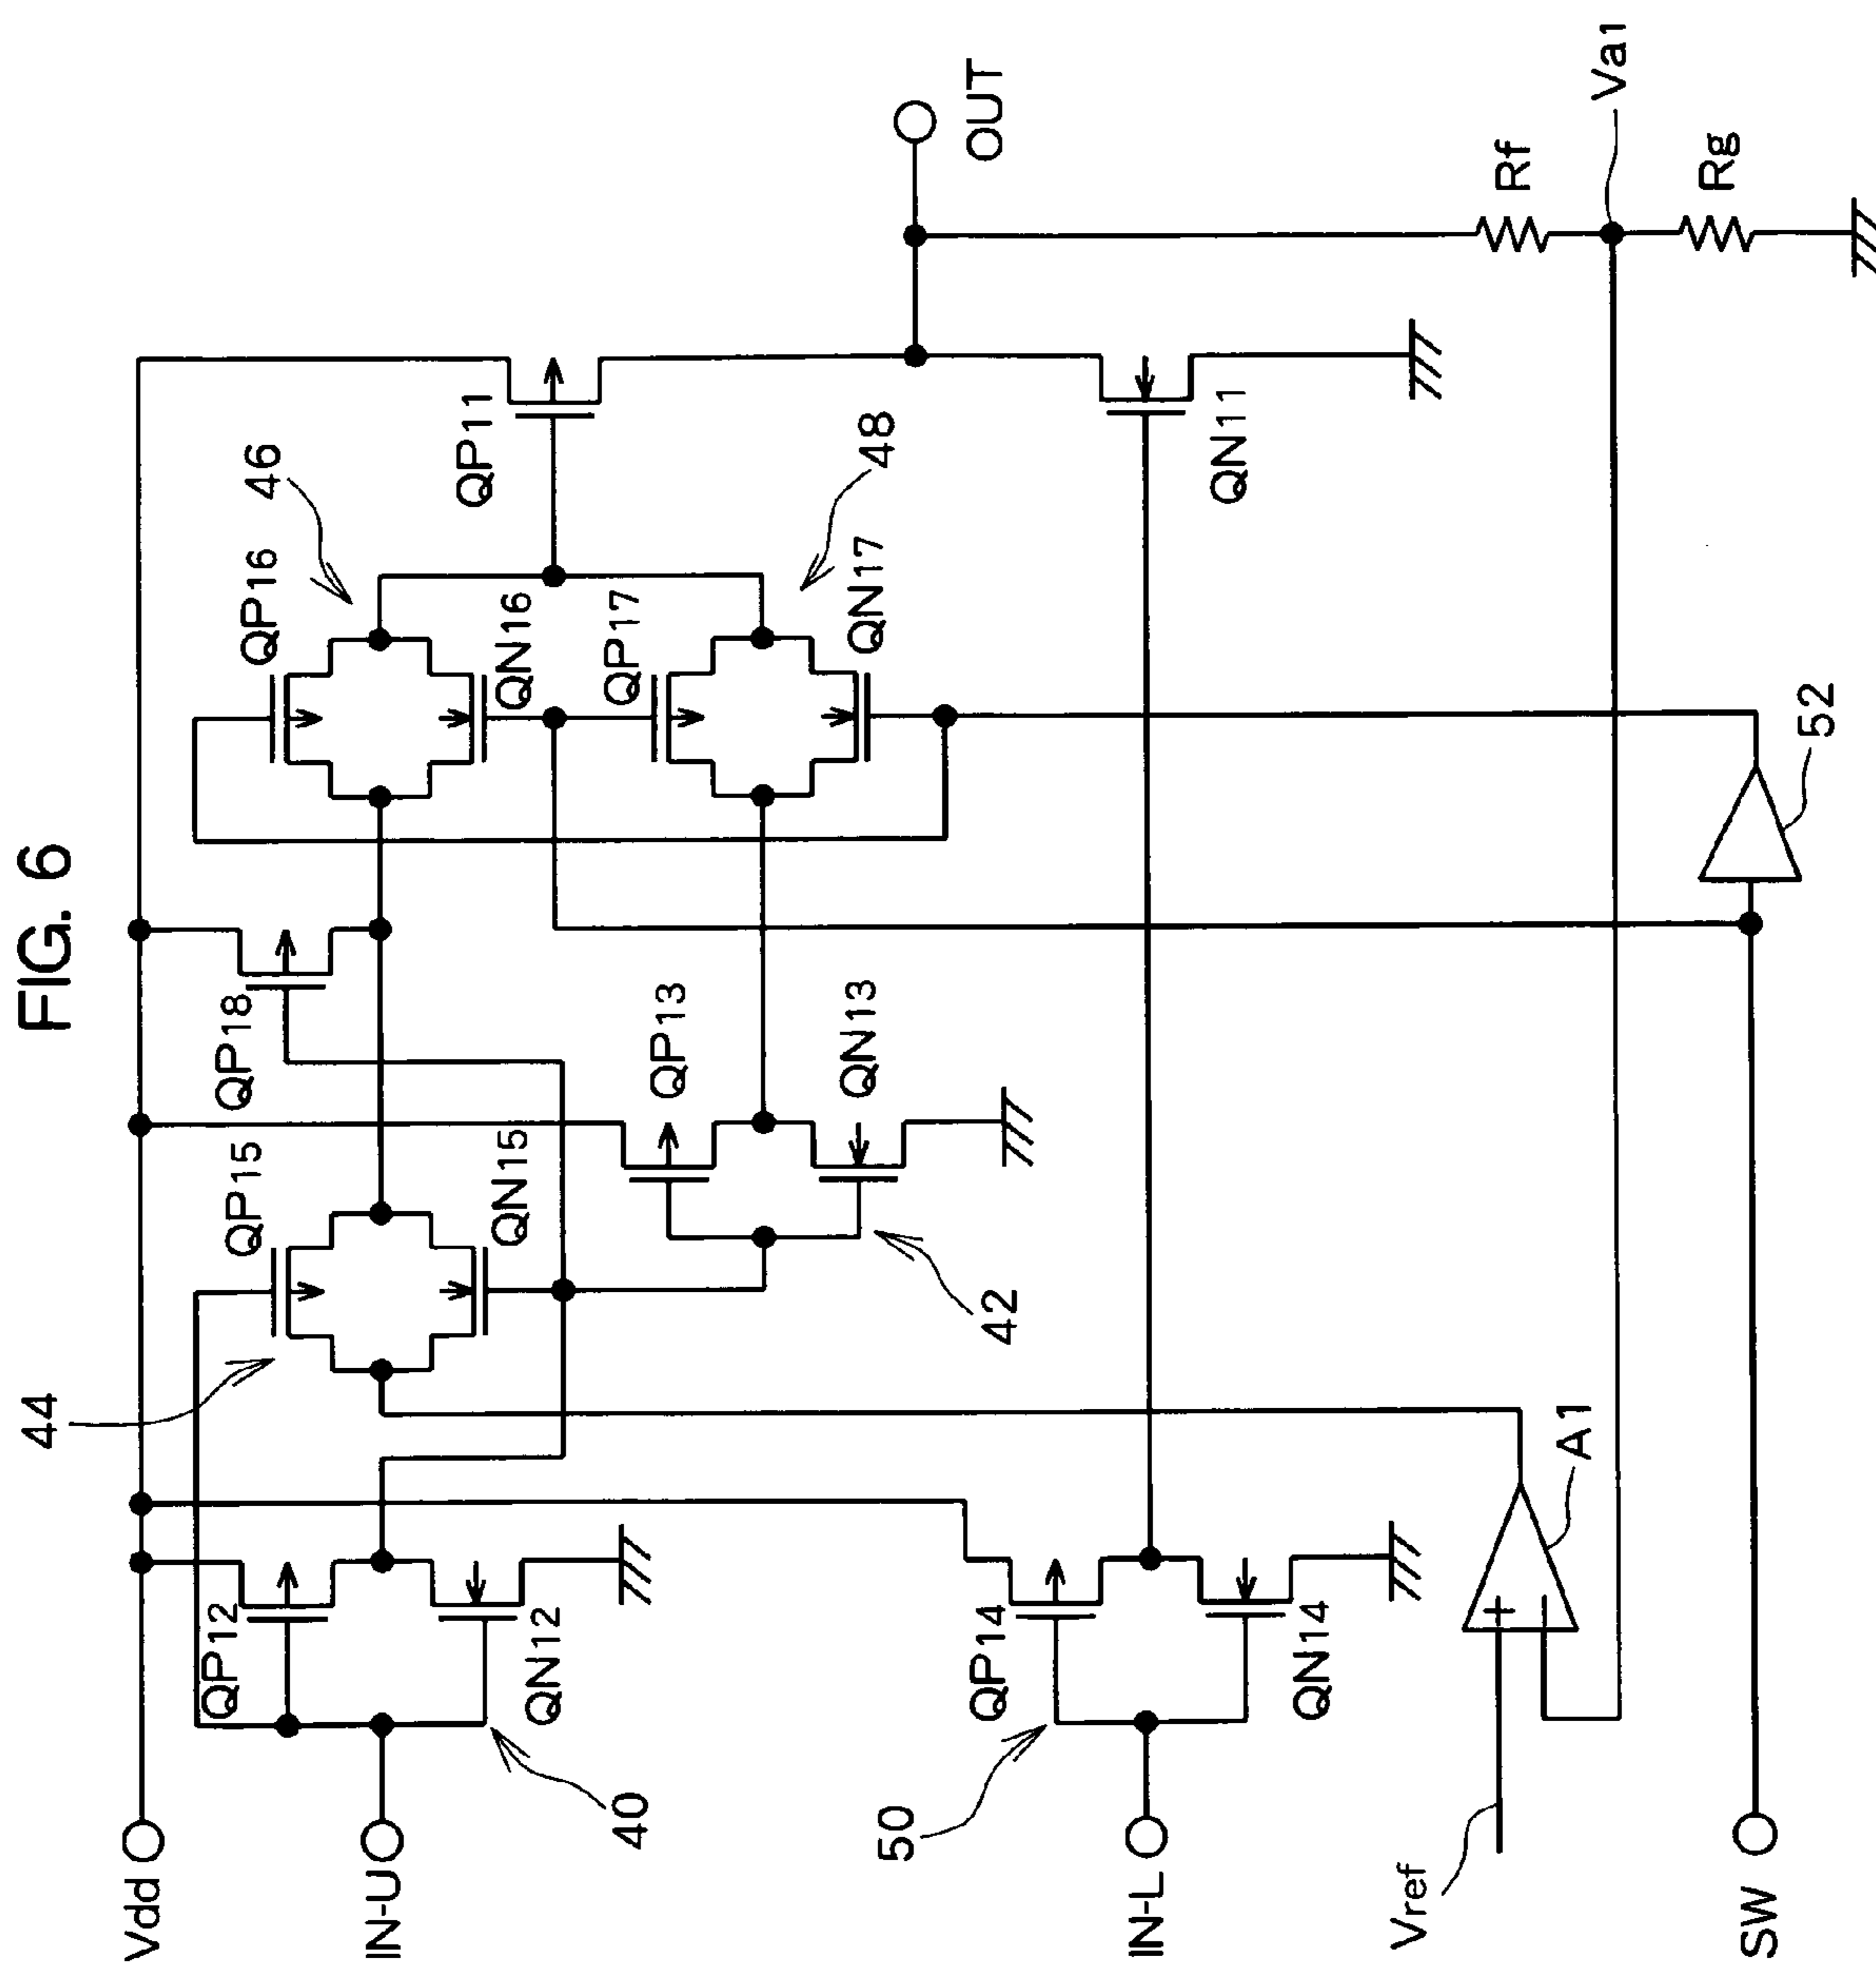 FIG. 6
Vdd
IN-U
IN-L
Vref
SW
40
50
44
QP12
QN12
QP14
QN14
A1
QP15
QN15
42
QP18
QP13
QN13
52
QP16
QN16
QP17
QN17
46
48
QP11
QN11
OUT
Rf
Rg
Va1
+
−